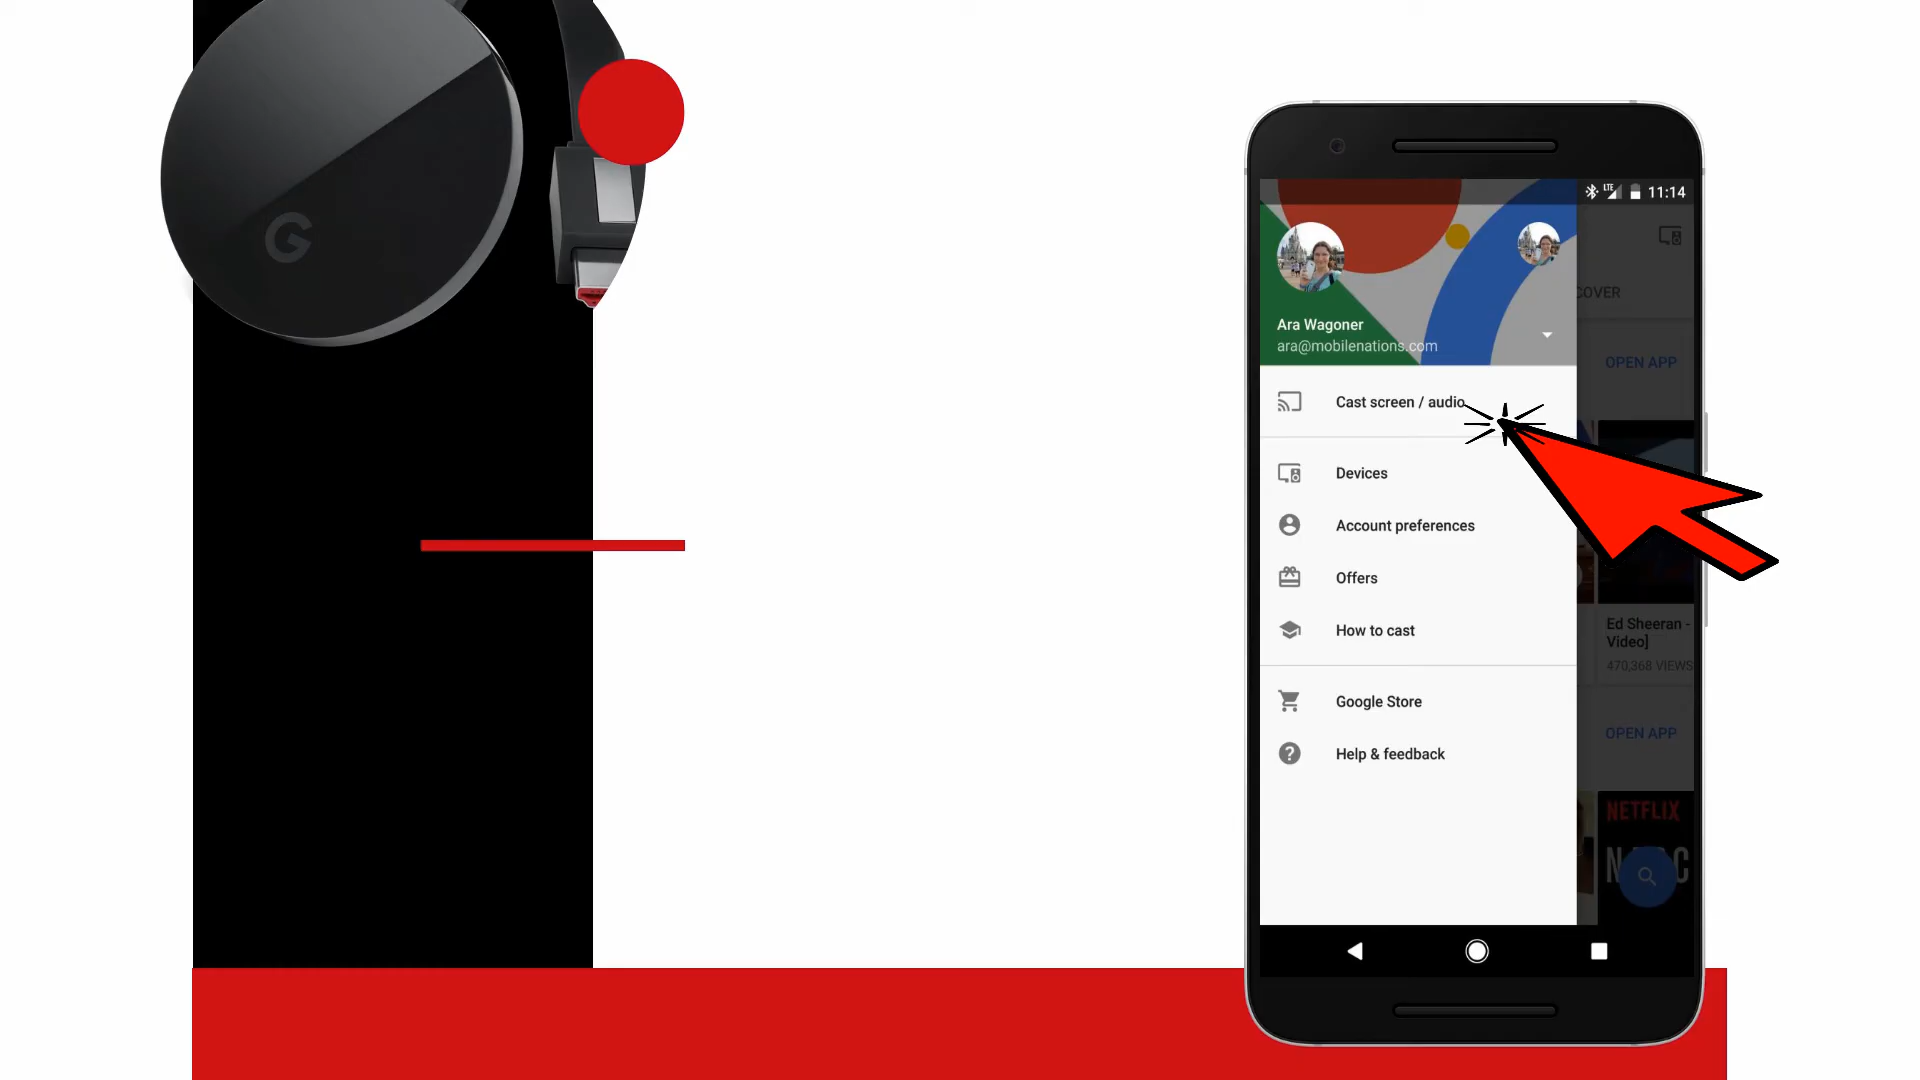 G
LTE 11:14
COVER
Ara Wagoner
ara@mobilenations.com
OPEN APP
Cast screen / audio
Devices
Account preferences
Offers
How to cast
Ed Sheeran -
Video]
470,368 VIEWS
Google Store
OPEN APP
Help & feedback
NETFLIX